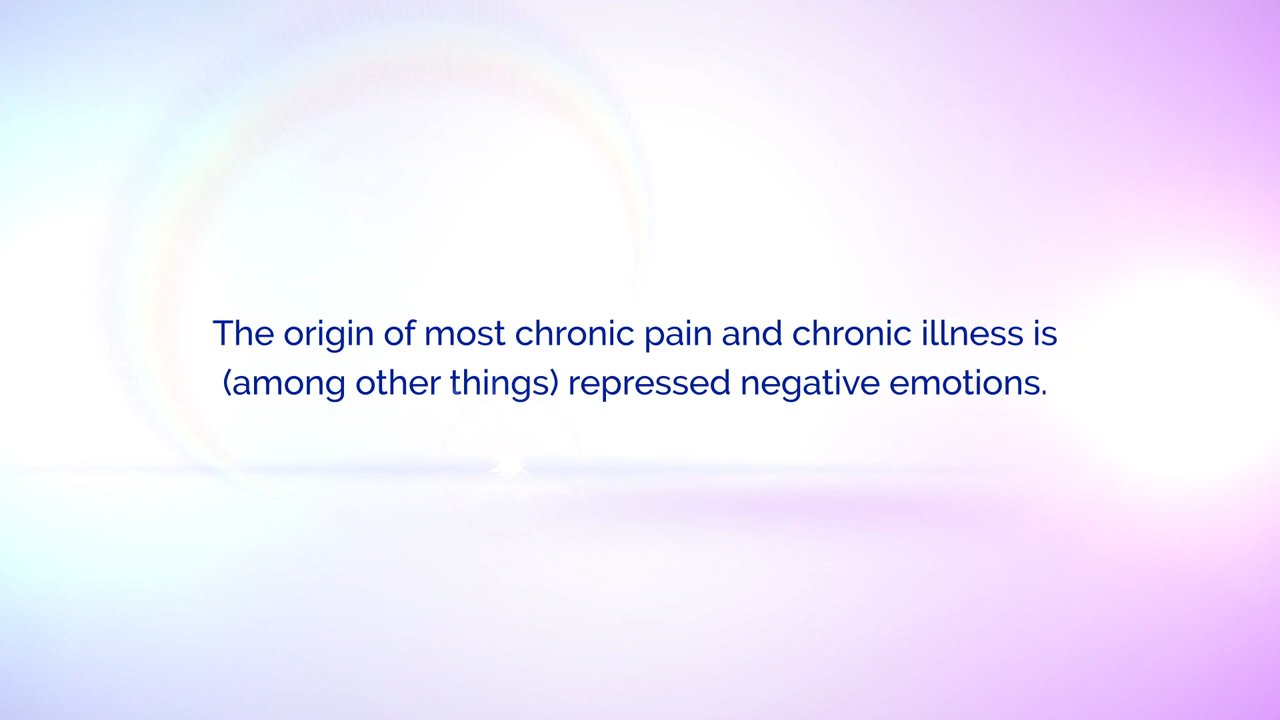 The origin of most chronic pain and chronic illness is
(among other things) repressed negative emotions.